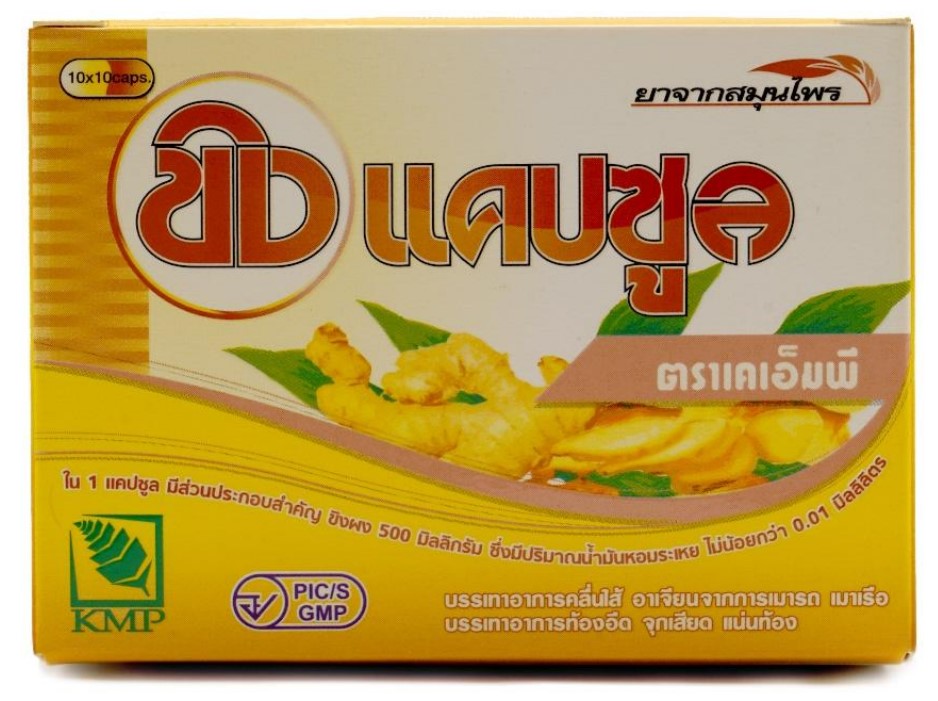 10x10caps.
ยาจากสมุนไพร
ขิงแคปซูล
ตราเคเอ็มพี
ใน 1 แคปซูล มีส่วนประกอบสำคัญ ขิงผง 500 มิลลิกรัม ซึ่งมีปริมาณน้ำมันหอมระเหย ไม่น้อยกว่า 0.01 มิลลิลิตร
KMP
PIC/S
GMP
บรรเทาอาการคลื่นไส้ อาเจียนจากการเมารถ เมาเรือ
บรรเทาอาการท้องอืด จุกเสียด แน่นท้อง